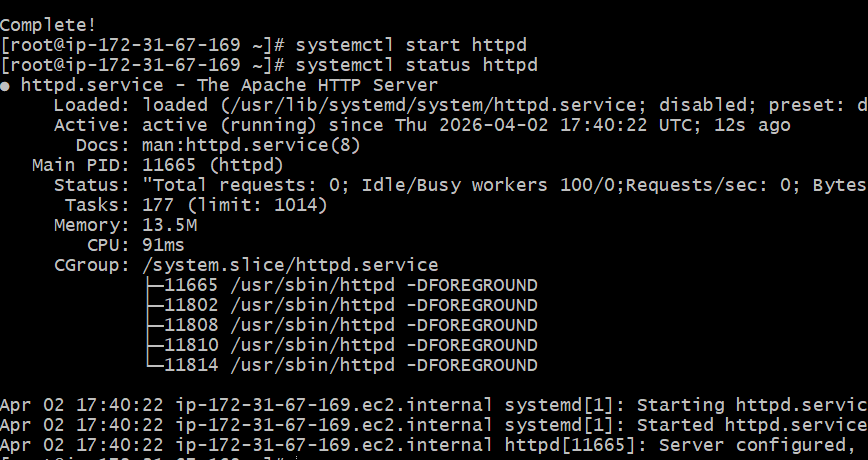 Complete!
[root@ip-172-31-67-169 ~]# systemctl start httpd
[root@ip-172-31-67-169 ~]# systemctl status httpd
● httpd.service - The Apache HTTP Server
     Loaded: loaded (/usr/lib/systemd/system/httpd.service; disabled; preset: d
     Active: active (running) since Thu 2026-04-02 17:40:22 UTC; 12s ago
       Docs: man:httpd.service(8)
   Main PID: 11665 (httpd)
     Status: "Total requests: 0; Idle/Busy workers 100/0;Requests/sec: 0; Bytes
      Tasks: 177 (limit: 1014)
     Memory: 13.5M
        CPU: 91ms
     CGroup: /system.slice/httpd.service
             ├─11665 /usr/sbin/httpd -DFOREGROUND
             ├─11802 /usr/sbin/httpd -DFOREGROUND
             ├─11808 /usr/sbin/httpd -DFOREGROUND
             ├─11810 /usr/sbin/httpd -DFOREGROUND
             └─11814 /usr/sbin/httpd -DFOREGROUND
Apr 02 17:40:22 ip-172-31-67-169.ec2.internal systemd[1]: Starting httpd.servic
Apr 02 17:40:22 ip-172-31-67-169.ec2.internal systemd[1]: Started httpd.service
Apr 02 17:40:22 ip-172-31-67-169.ec2.internal httpd[11665]: Server configured,